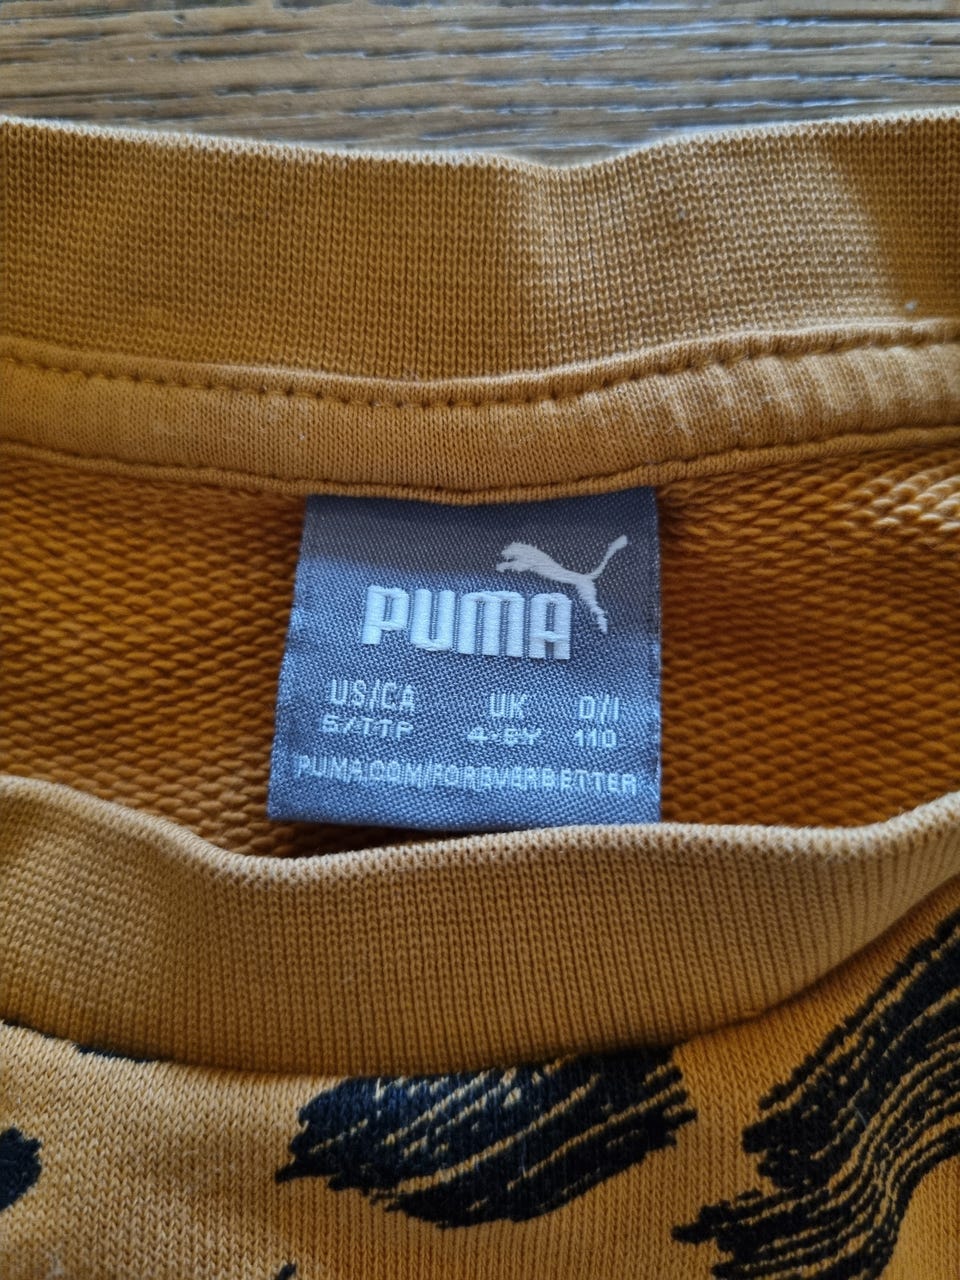 PUMA
US/CA UK D/I
5/TTP 4-5Y 110
PUMA.COM/FOREVERBETTER